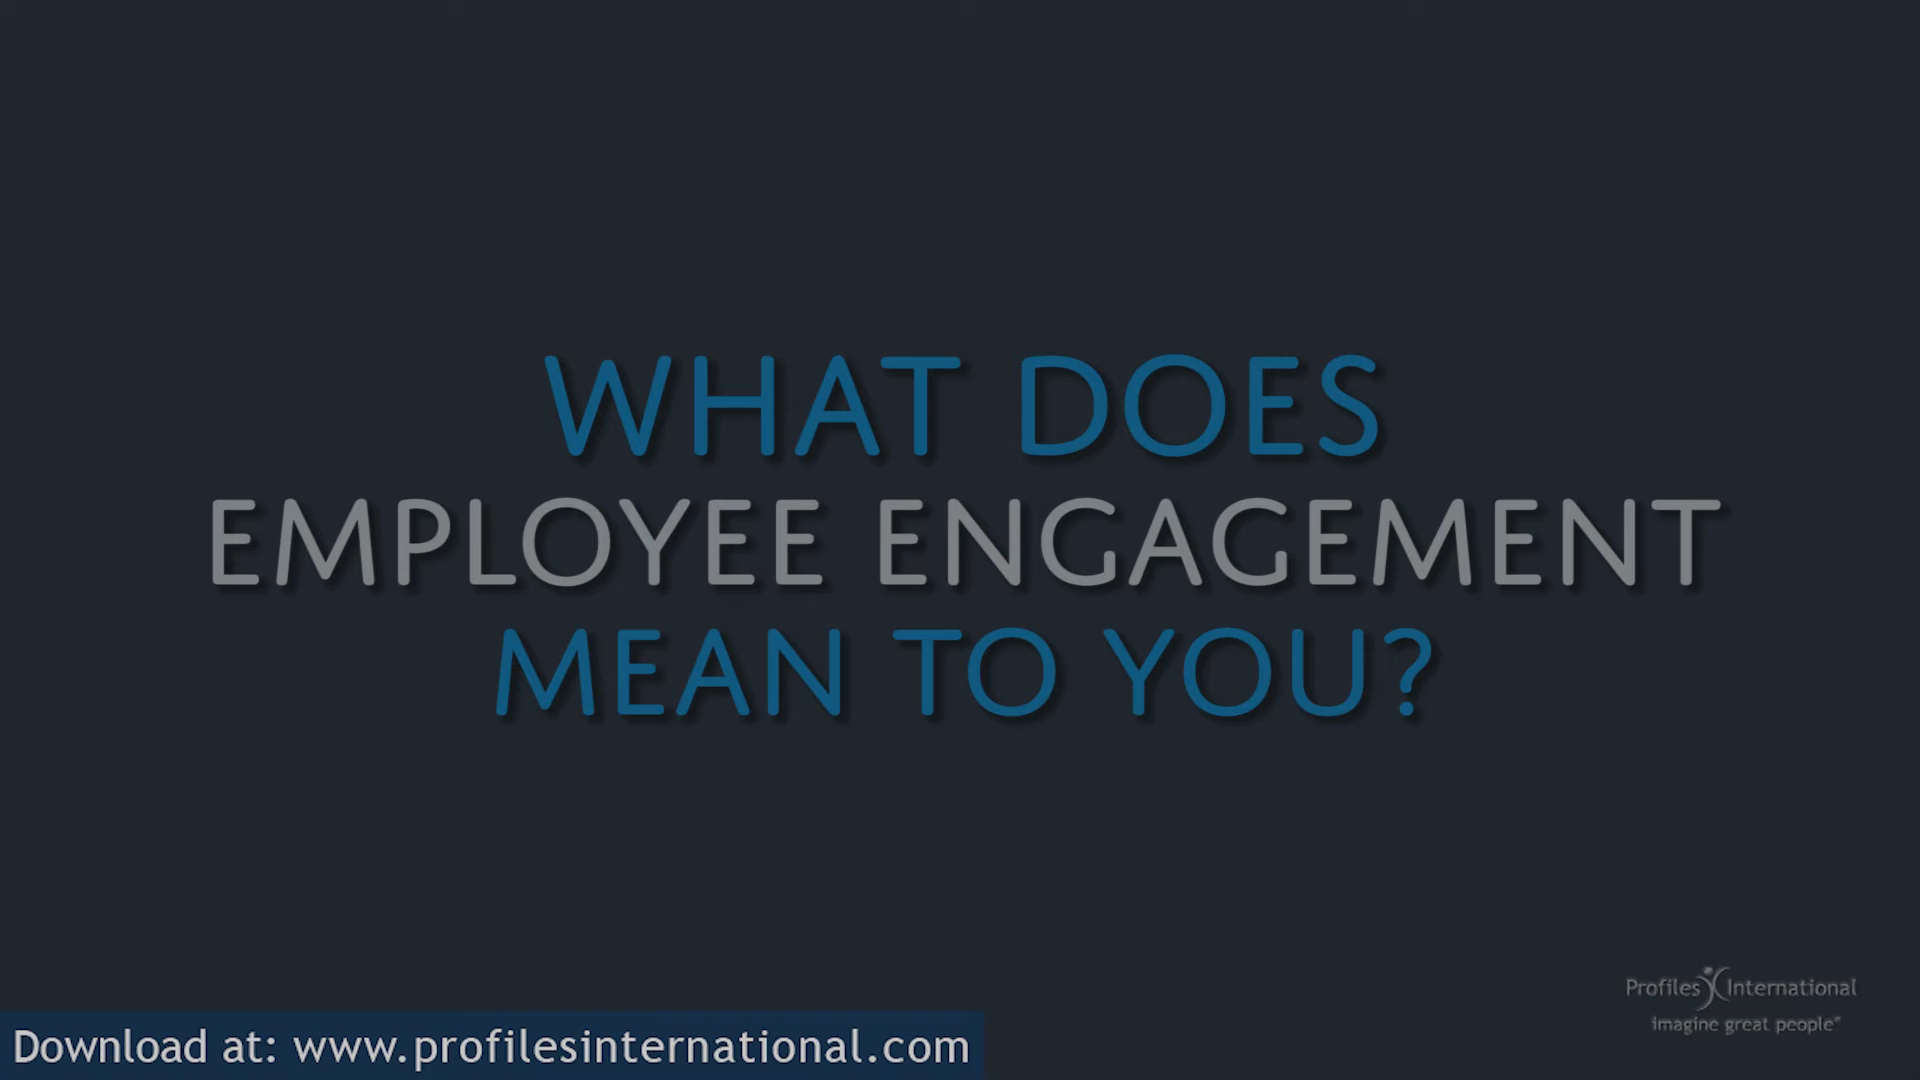 WHAT DOES
EMPLOYEE ENGAGEMENT
MEAN TO YOU?
Profiles International
imagine great people®
Download at: www.profilesinternational.com